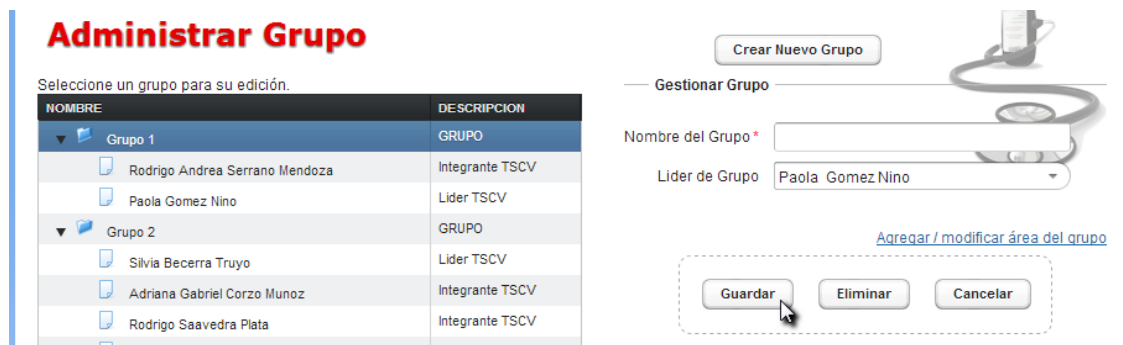 Administrar Grupo
Seleccione un grupo para su edición.
NOMBRE DESCRIPCION
Grupo 1 GRUPO
Rodrigo Andrea Serrano Mendoza Integrante TSCV
Paola Gomez Nino Lider TSCV
Grupo 2 GRUPO
Silvia Becerra Truyo Lider TSCV
Adriana Gabriel Corzo Munoz Integrante TSCV
Rodrigo Saavedra Plata Integrante TSCV
Crear Nuevo Grupo
Gestionar Grupo
Nombre del Grupo *
Lider de Grupo Paola Gomez Nino
Agregar / modificar área del grupo
Guardar Eliminar Cancelar